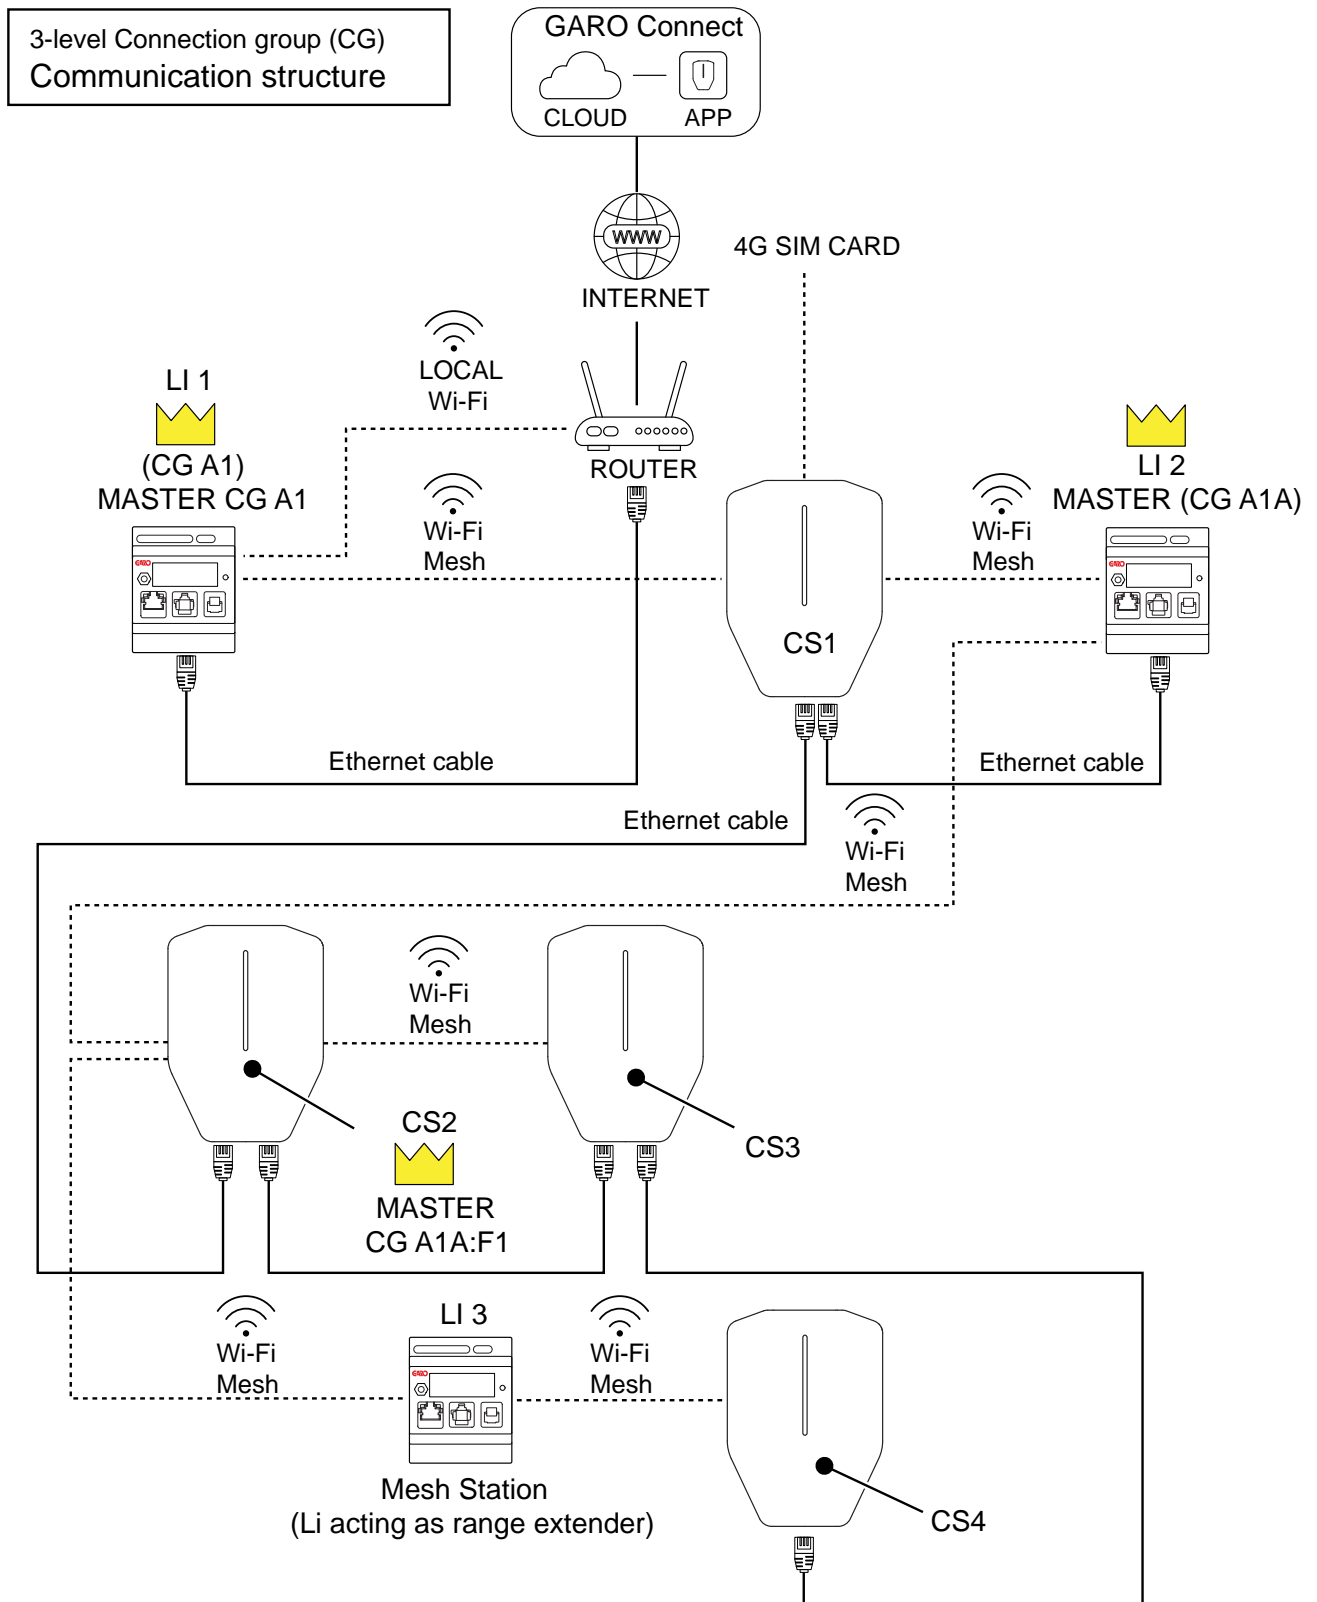 3-level Connection group (CG)
Communication structure
GARO Connect
CLOUD
APP
WWW
INTERNET
4G SIM CARD
LOCAL
Wi-Fi
ROUTER
LI 1
(CG A1)
MASTER CG A1
GARO
Wi-Fi
Mesh
CS1
Wi-Fi
Mesh
LI 2
MASTER (CG A1A)
GARO
Ethernet cable
Ethernet cable
Ethernet cable
Wi-Fi
Mesh
Wi-Fi
Mesh
CS2
MASTER
CG A1A:F1
CS3
Wi-Fi
Mesh
LI 3
GARO
Wi-Fi
Mesh
Mesh Station
(Li acting as range extender)
CS4